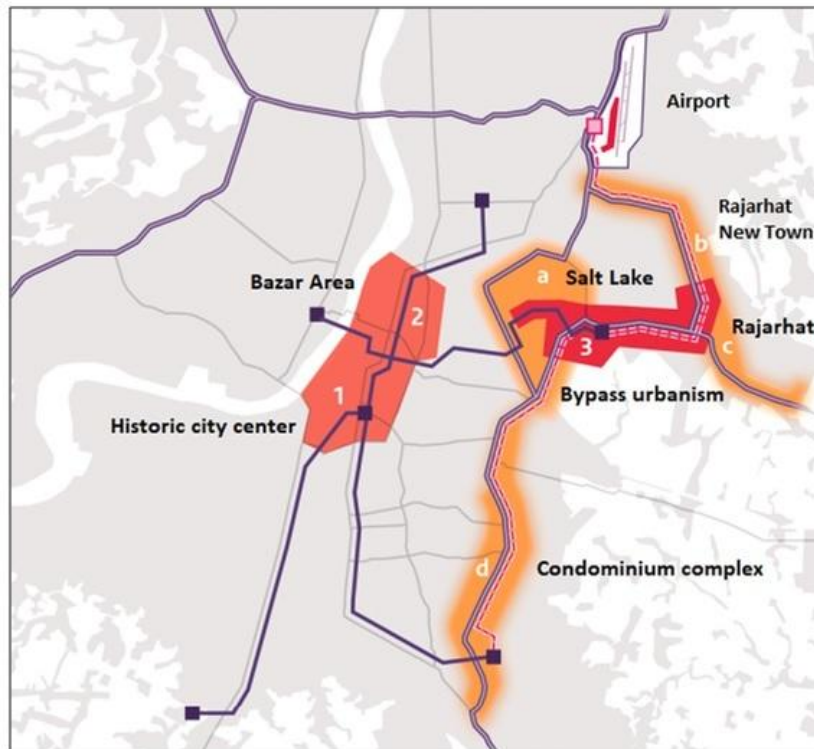 Airport
Rajarhat
New Town
b
a
Salt Lake
Bazar Area
2
Rajarhat
3
c
Bypass urbanism
1
Historic city center
d
Condominium complex